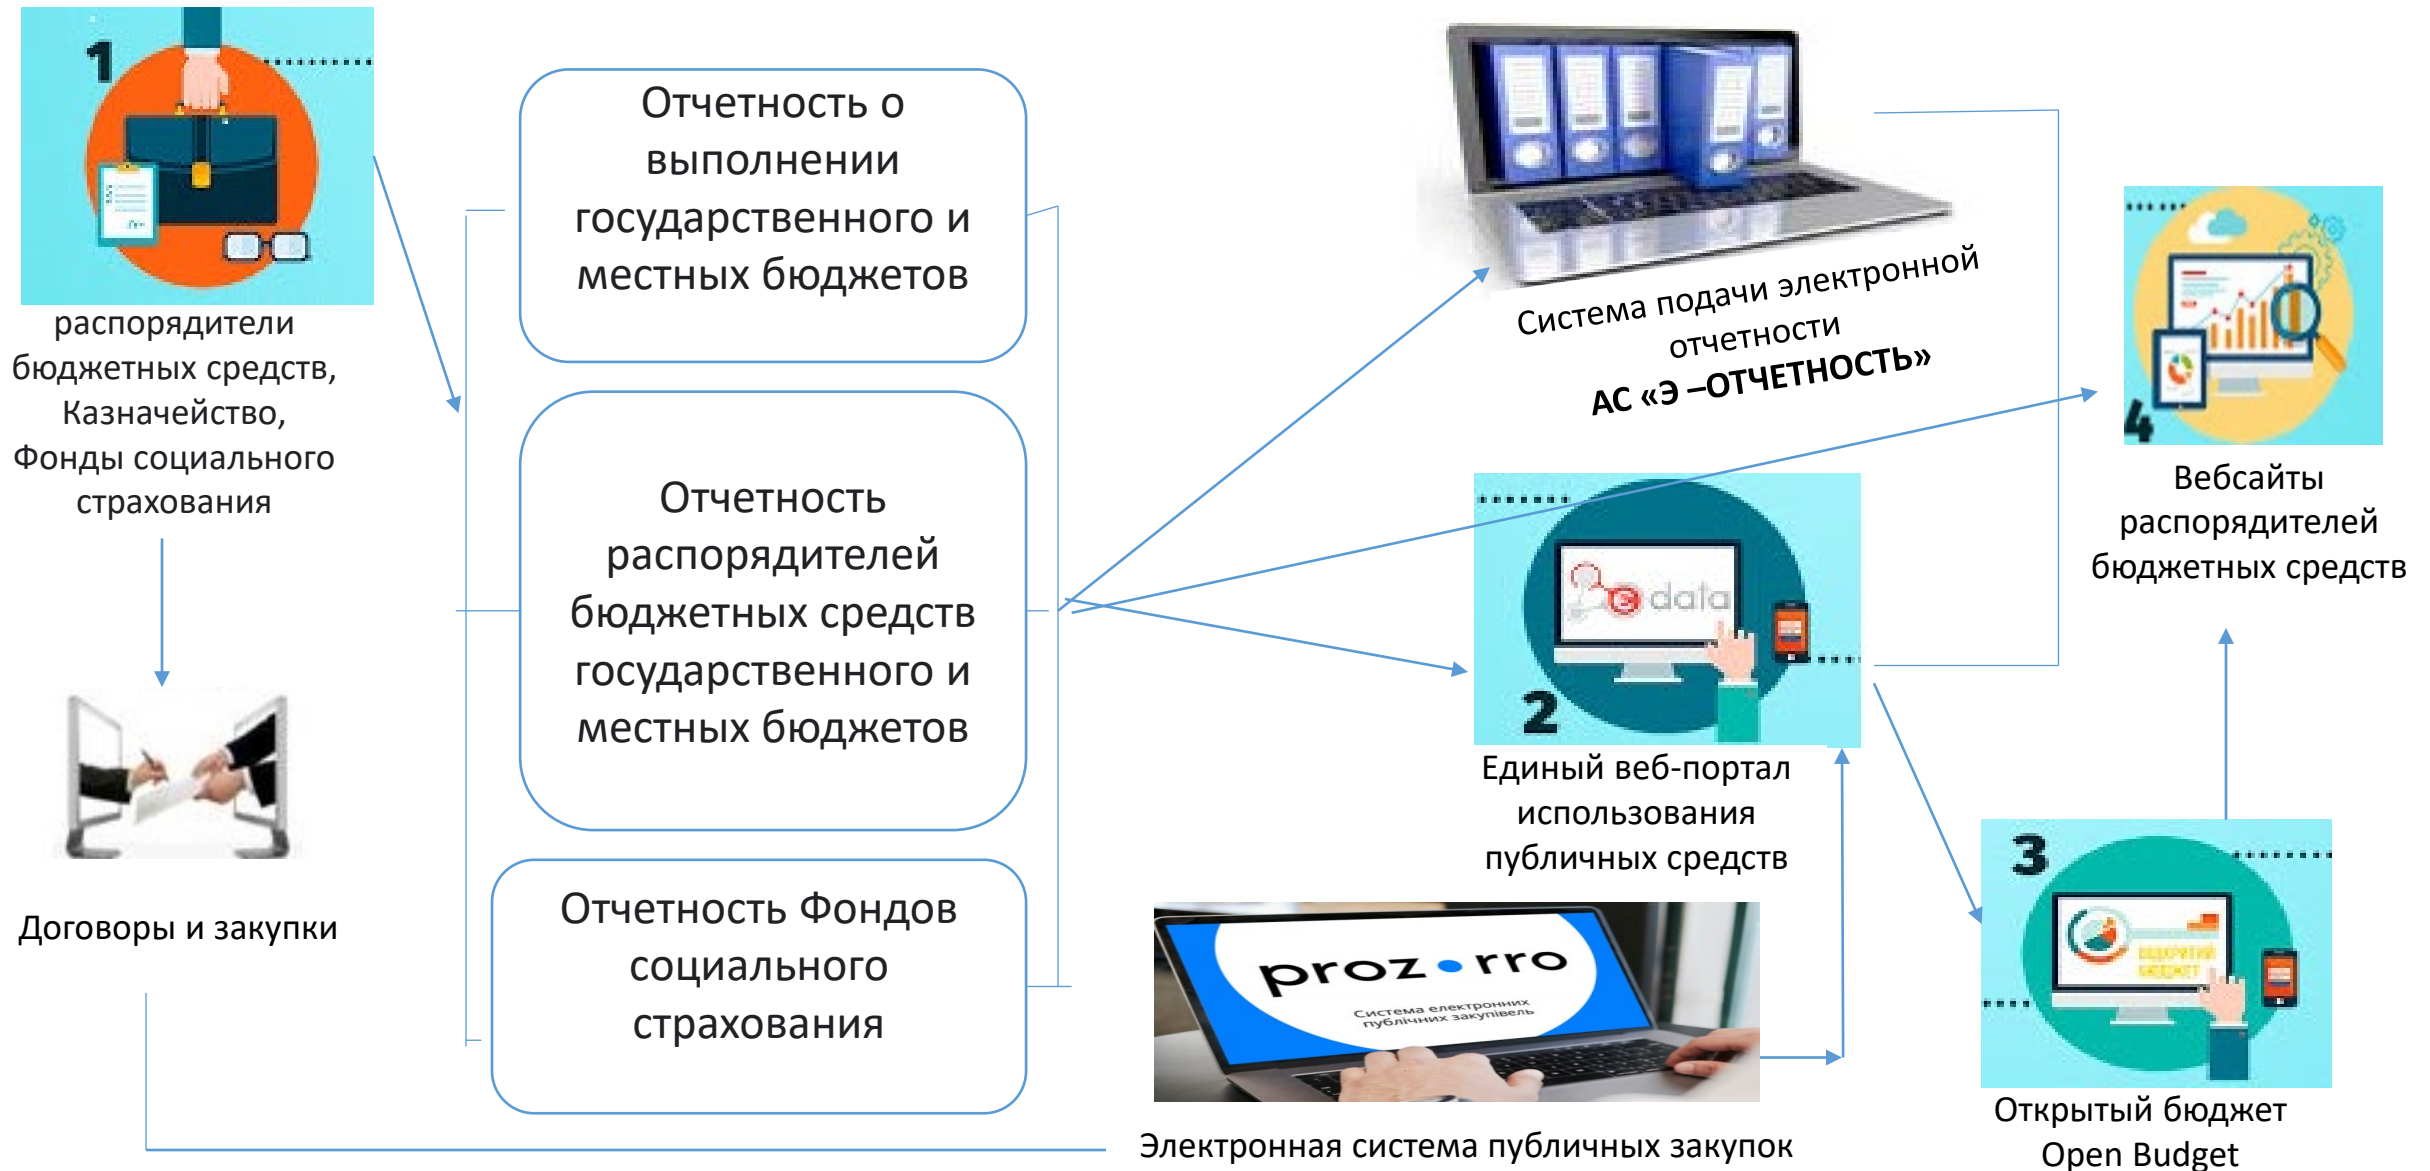 1
распорядители
бюджетных средств,
Казначейство,
Фонды социального
страхования
Договоры и закупки
Отчетность о
выполнении
государственного и
местных бюджетов
Отчетность
распорядителей
бюджетных средств
государственного и
местных бюджетов
Отчетность Фондов
социального
страхования
Система подачи электронной
отчетности
АС «Э –ОТЧЕТНОСТЬ»
data
2
Единый веб-портал
использования
публичных средств
prozorro
Система електронних
публічних закупівель
Электронная система публичных закупок
4
Вебсайты
распорядителей
бюджетных средств
3
ВІДКРИТИЙ
БЮДЖЕТ
Открытый бюджет
Open Budget